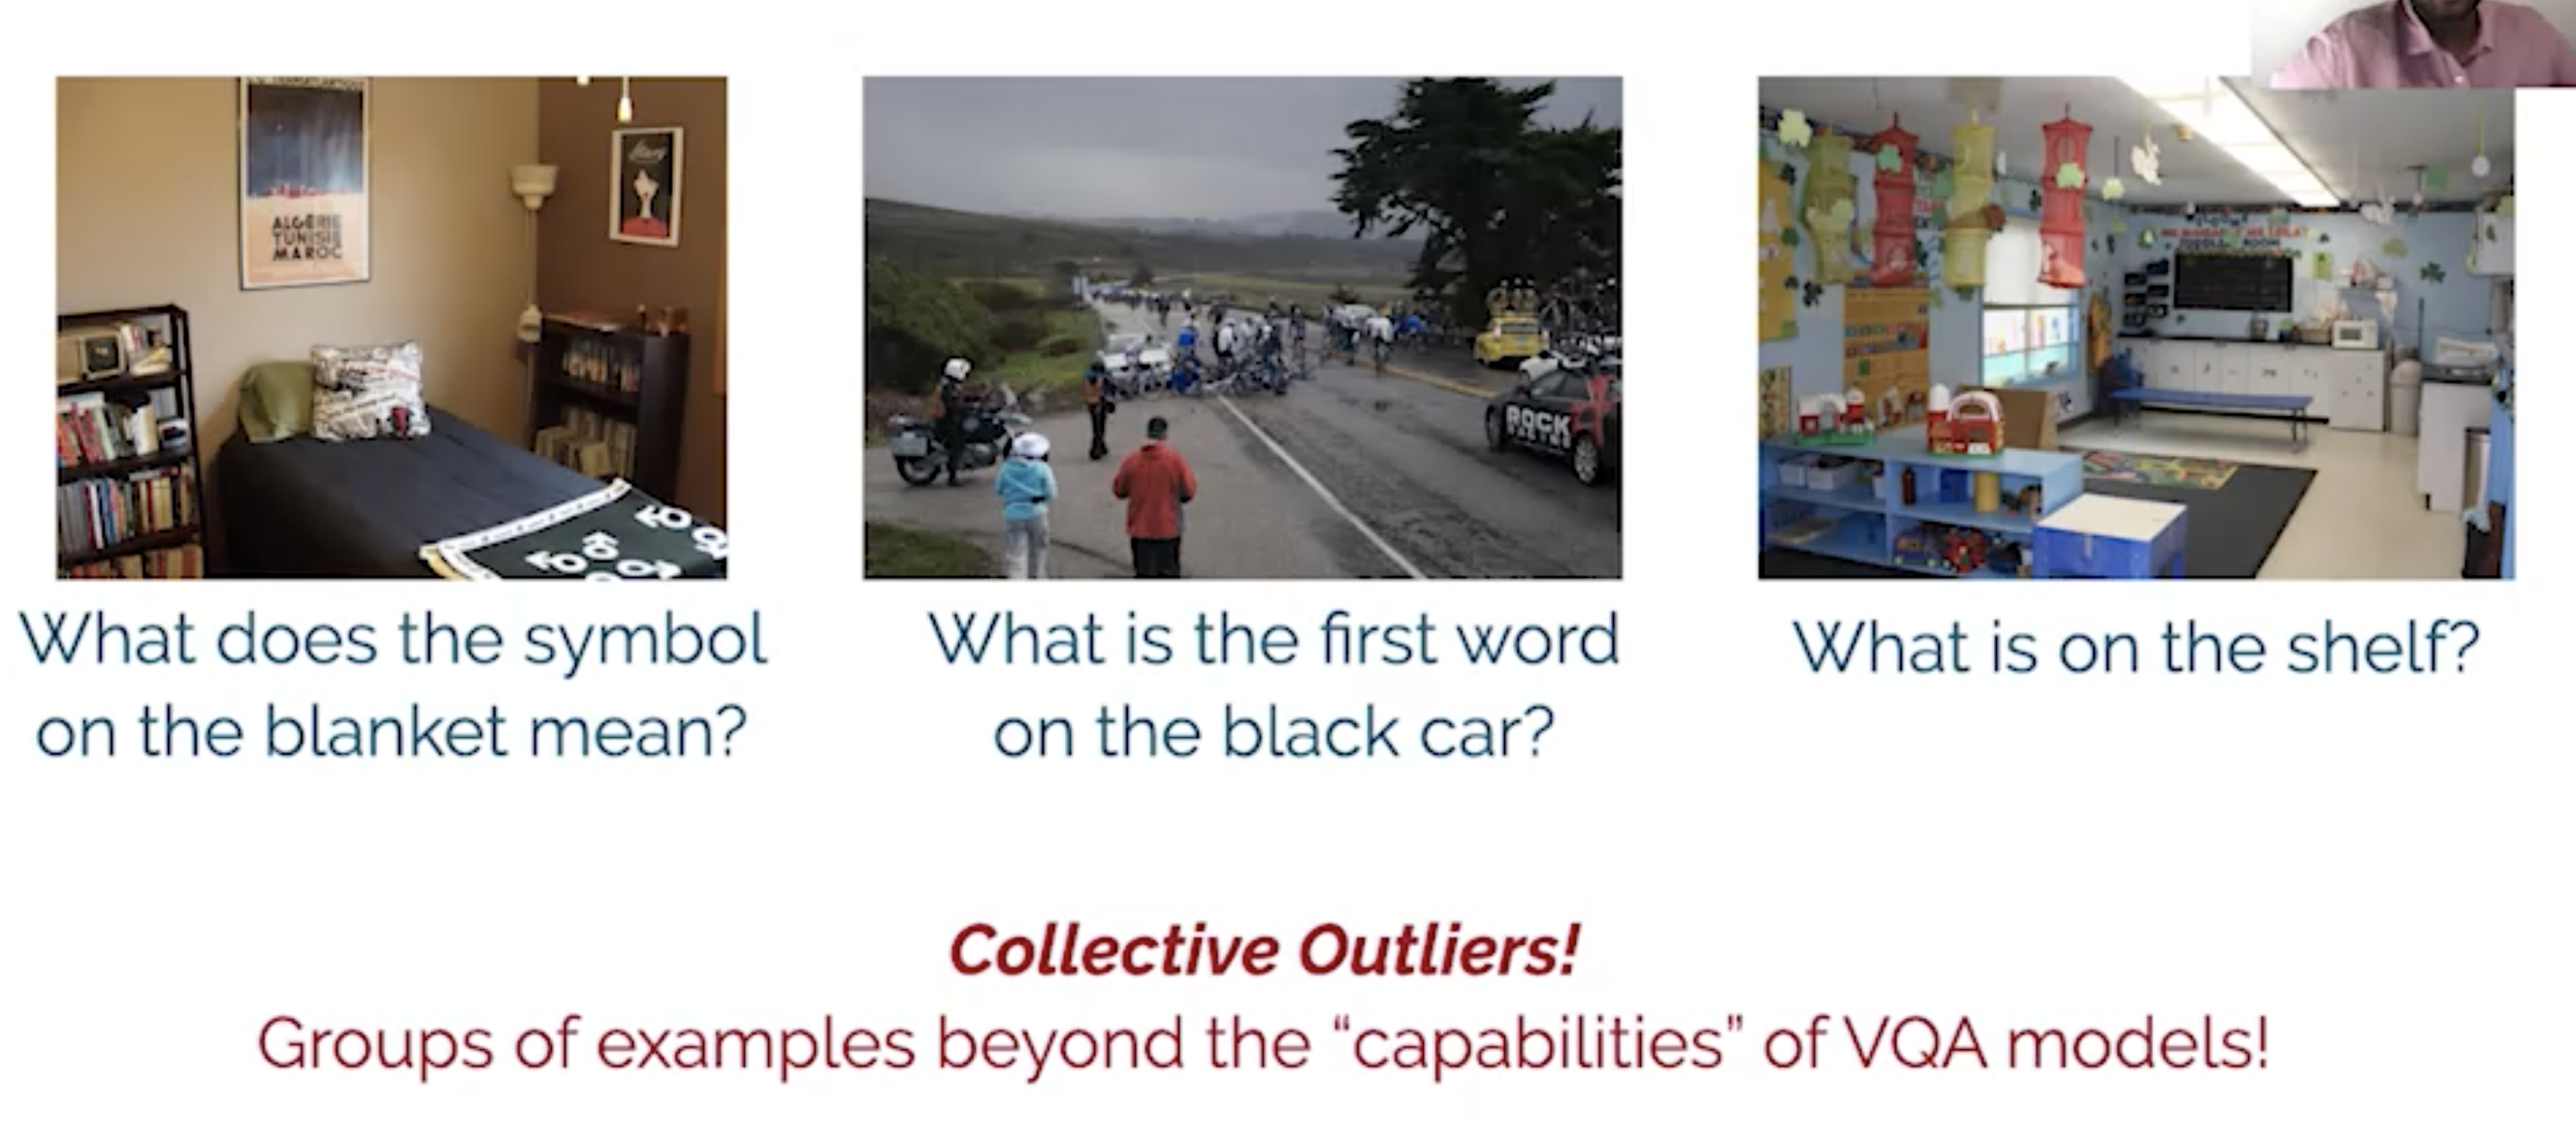 ALGÉRIE
TUNISIE
MAROC
ROCK
RACING
What does the symbol
on the blanket mean?
What is the first word
on the black car?
What is on the shelf?
Collective Outliers!
Groups of examples beyond the “capabilities” of VQA models!